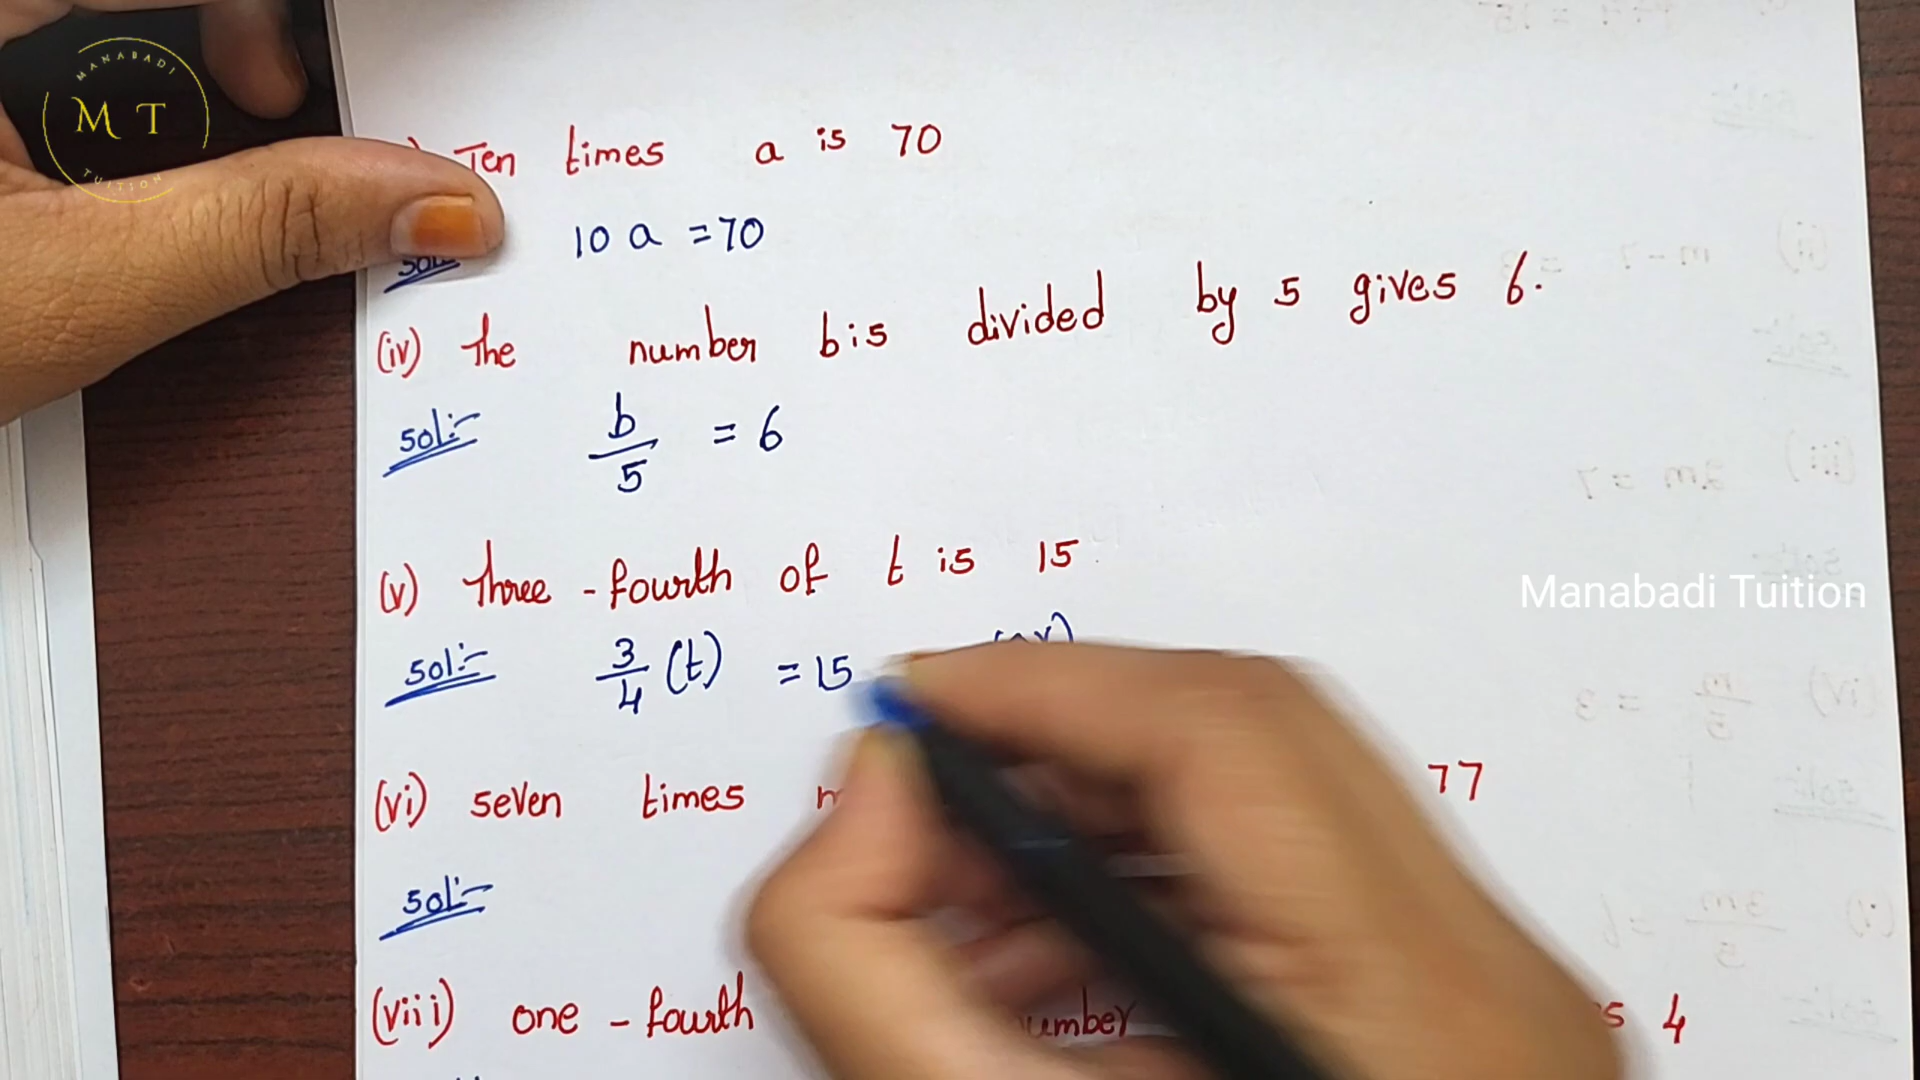 MANABADI
M T
TUITION
) Ten times a is 70
sol:-
10 a = 70
(iv) The number b is divided by 5 gives 6.
sol:- b/5 = 6
(v) Three - fourth of t is 15
Manabadi Tuition
sol:- 3/4 (t) = 15
(vi) seven times 77
sol:-
(viii) one - fourth number 4